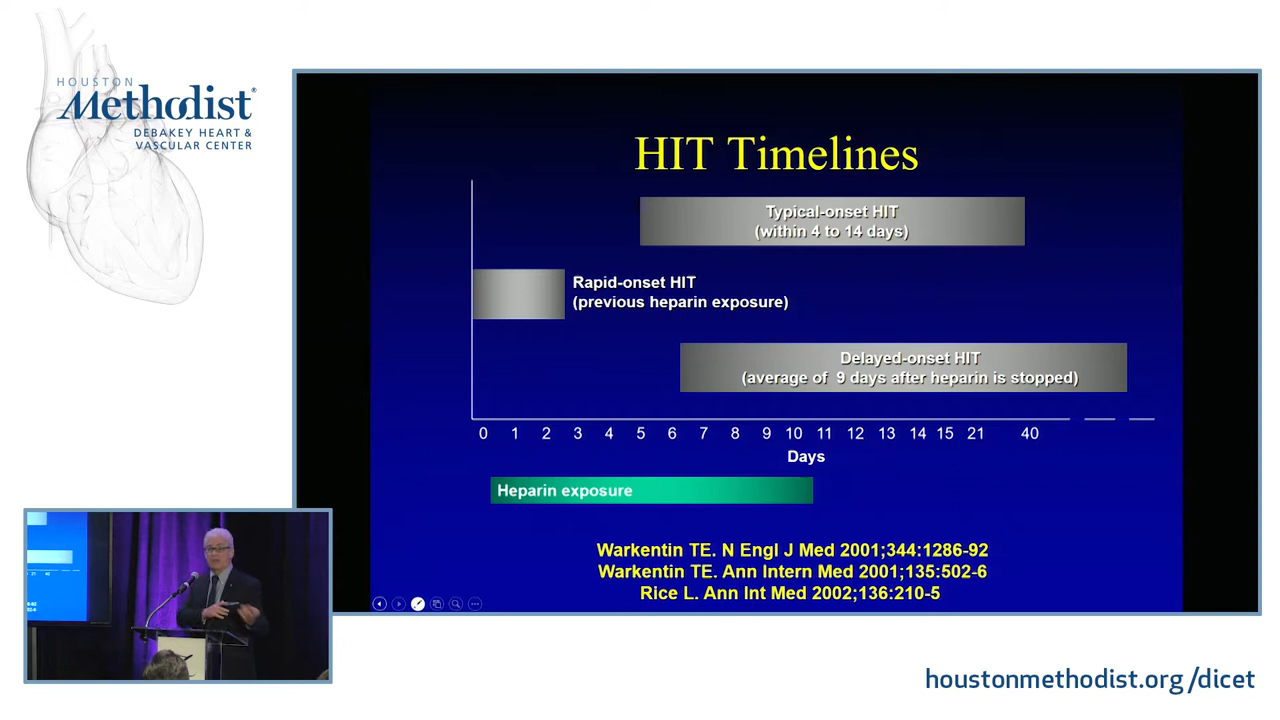 HOUSTON
Methodist®
DEBAKEY HEART &
VASCULAR CENTER
HIT Timelines
Typical-onset HIT
(within 4 to 14 days)
Rapid-onset HIT
(previous heparin exposure)
Delayed-onset HIT
(average of 9 days after heparin is stopped)
0 1 2 3 4 5 6 7 8 9 10 11 12 13 14 15 21 40
Days
Heparin exposure
Warkentin TE. N Engl J Med 2001;344:1286-92
Warkentin TE. Ann Intern Med 2001;135:502-6
Rice L. Ann Int Med 2002;136:210-5
houstonmethodist.org/dicet